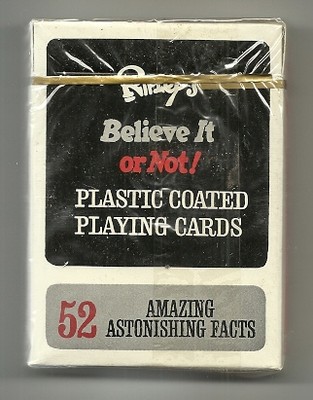 Ripley's
Believe It
or Not!
PLASTIC COATED
PLAYING CARDS
52 AMAZING
ASTONISHING FACTS